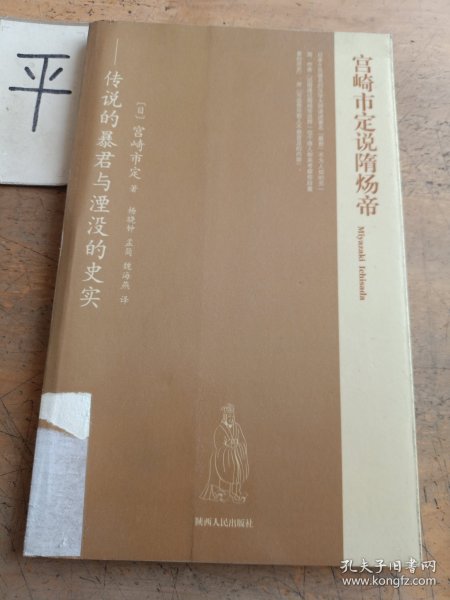 平
宫崎市定说隋炀帝
Miyazaki Ichisada
——传说的暴君与湮没的史实
［日］宫崎市定 著
杨晓钟 孟简 魏海燕 译
陕西人民出版社
孔夫子旧书网
www.kongfz.com